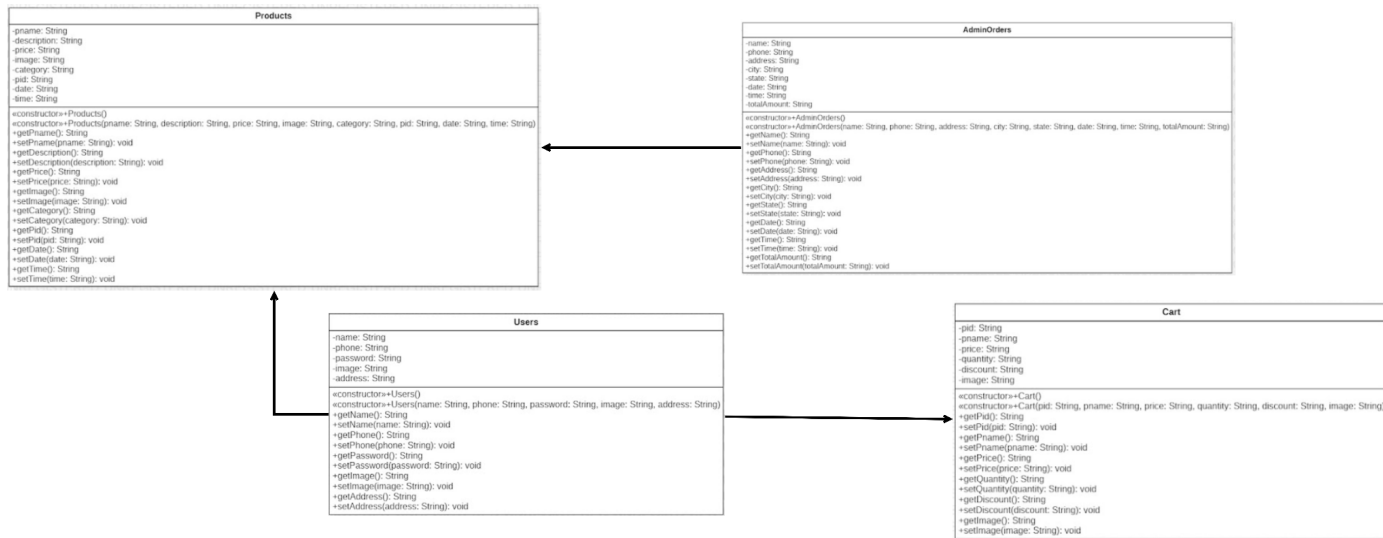 Products
-pname: String
-description: String
-price: String
-image: String
-category: String
-pid: String
-date: String
-time: String
«constructor»+Products()
«constructor»+Products(pname: String, description: String, price: String, image: String, category: String, pid: String, date: String, time: String)
+getPname(): String
+setPname(pname: String): void
+getDescription(): String
+setDescription(description: String): void
+getPrice(): String
+setPrice(price: String): void
+getImage(): String
+setImage(image: String): void
+getCategory(): String
+setCategory(category: String): void
+getPid(): String
+setPid(pid: String): void
+getDate(): String
+setDate(date: String): void
+getTime(): String
+setTime(time: String): void
AdminOrders
-name: String
-phone: String
-address: String
-city: String
-state: String
-date: String
-time: String
-totalAmount: String
«constructor»+AdminOrders()
«constructor»+AdminOrders(name: String, phone: String, address: String, city: String, state: String, date: String, time: String, totalAmount: String)
+getName(): String
+setName(name: String): void
+getPhone(): String
+setPhone(phone: String): void
+getAddress(): String
+setAddress(address: String): void
+getCity(): String
+setCity(city: String): void
+getState(): String
+setState(state: String): void
+getDate(): String
+setDate(date: String): void
+getTime(): String
+setTime(time: String): void
+getTotalAmount(): String
+setTotalAmount(totalAmount: String): void
Users
-name: String
-phone: String
-password: String
-image: String
-address: String
«constructor»+Users()
«constructor»+Users(name: String, phone: String, password: String, image: String, address: String)
+getName(): String
+setName(name: String): void
+getPhone(): String
+setPhone(phone: String): void
+getPassword(): String
+setPassword(password: String): void
+getImage(): String
+setImage(image: String): void
+getAddress(): String
+setAddress(address: String): void
Cart
-pid: String
-pname: String
-price: String
-quantity: String
-discount: String
-image: String
«constructor»+Cart()
«constructor»+Cart(pid: String, pname: String, price: String, quantity: String, discount: String, image: String)
+getPid(): String
+setPid(pid: String): void
+getPname(): String
+setPname(pname: String): void
+getPrice(): String
+setPrice(price: String): void
+getQuantity(): String
+setQuantity(quantity: String): void
+getDiscount(): String
+setDiscount(discount: String): void
+getImage(): String
+setImage(image: String): void